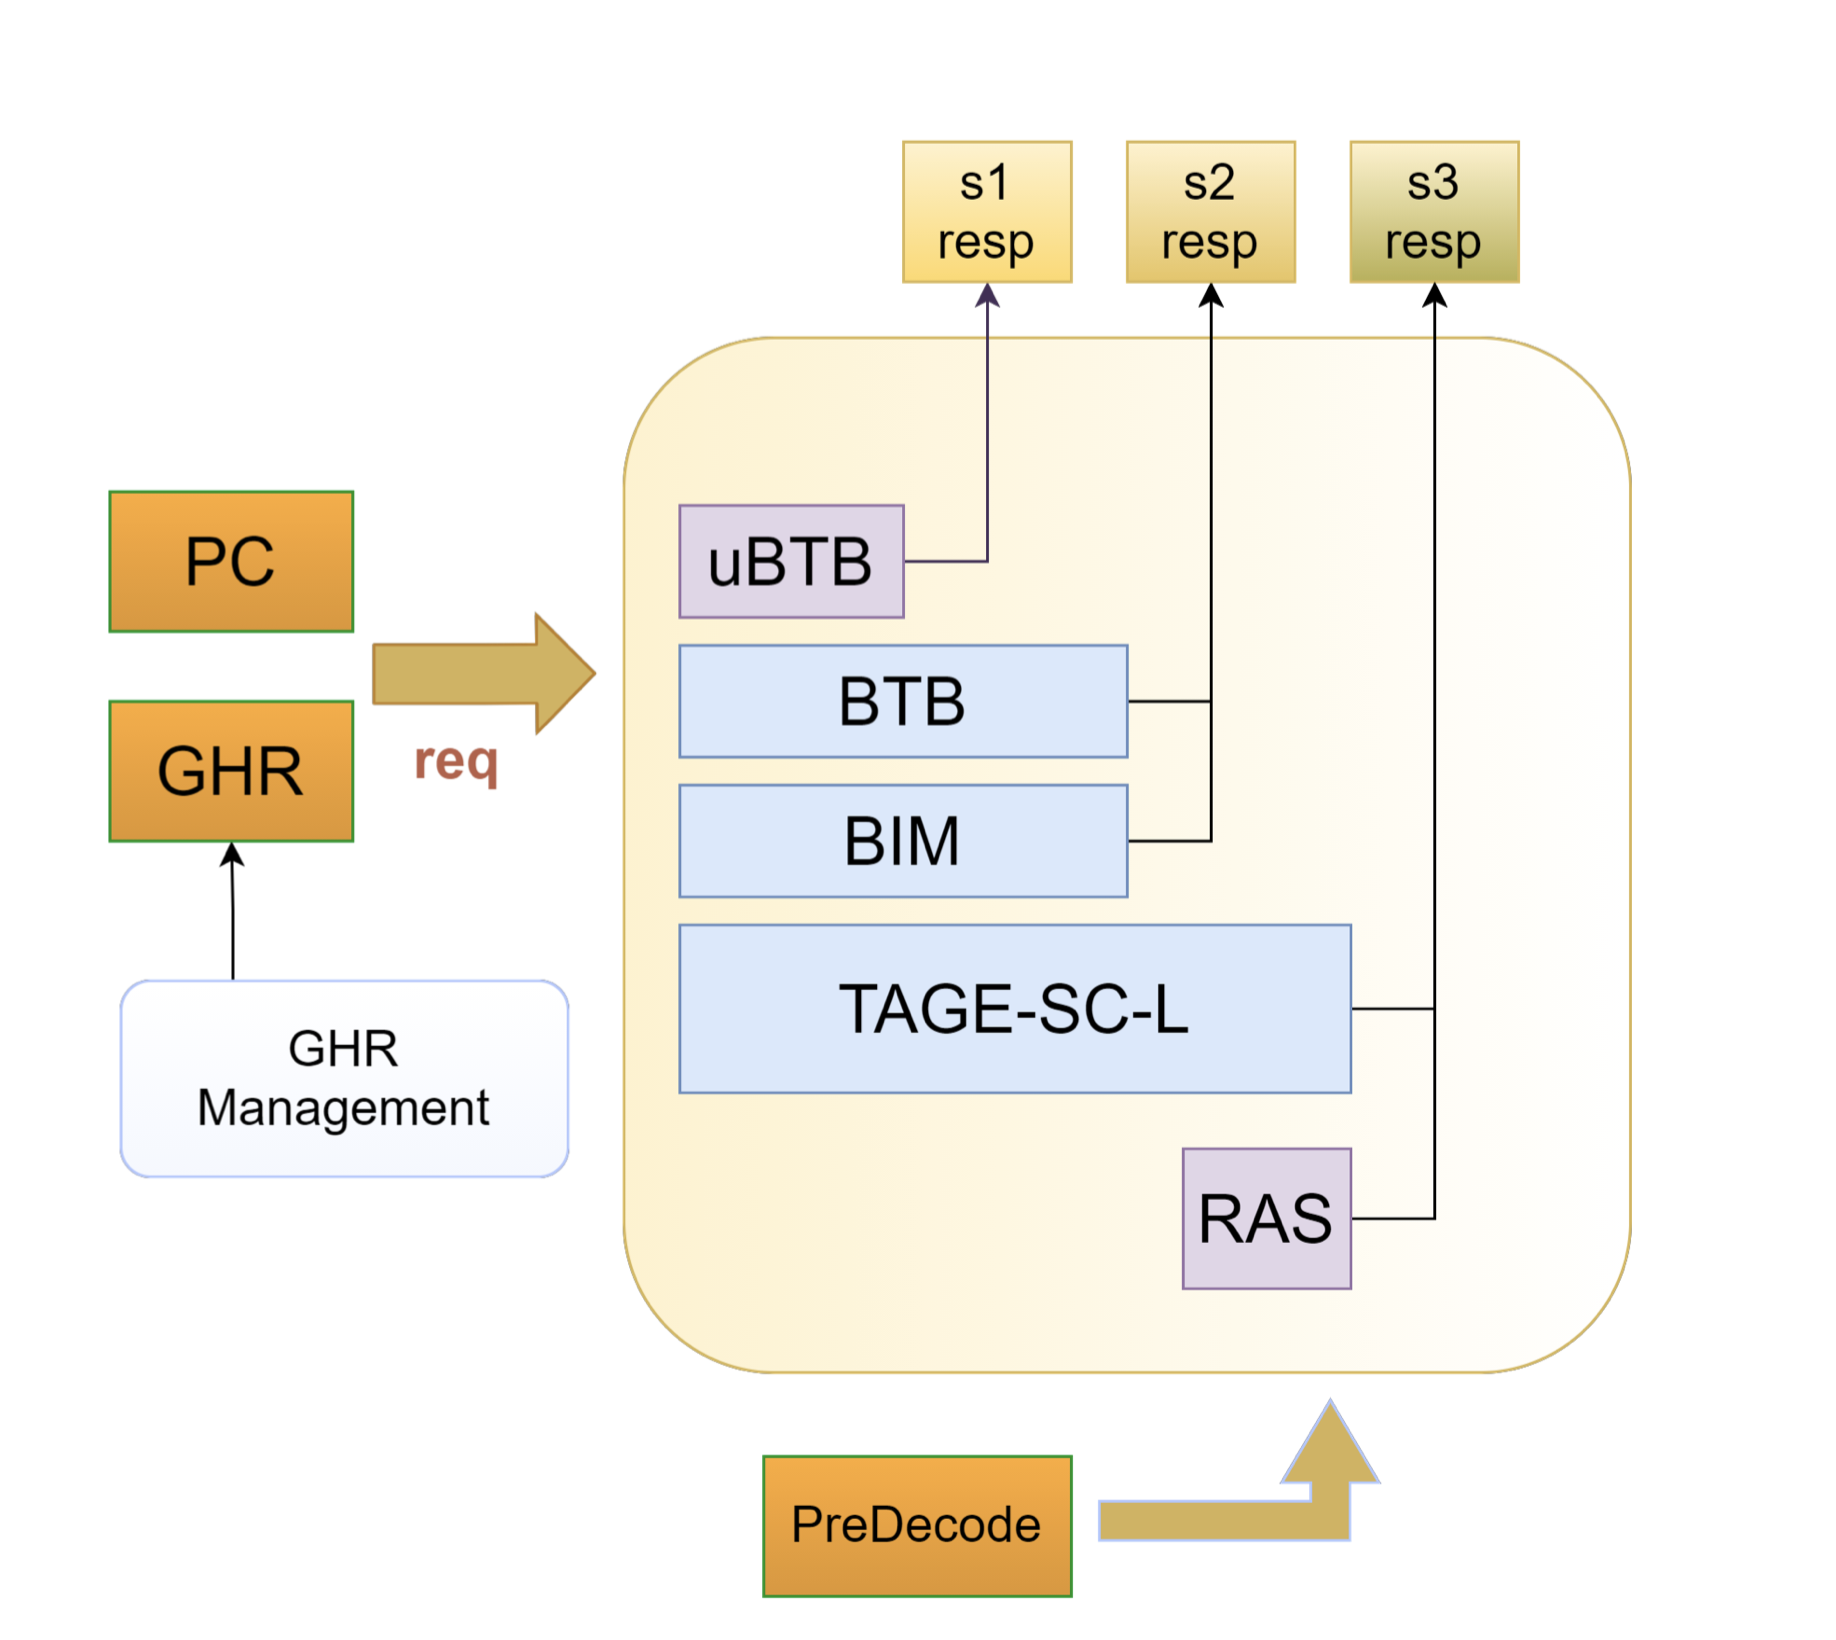 s1
resp
s2
resp
s3
resp
PC
GHR
req
GHR
Management
uBTB
BTB
BIM
TAGE-SC-L
RAS
PreDecode